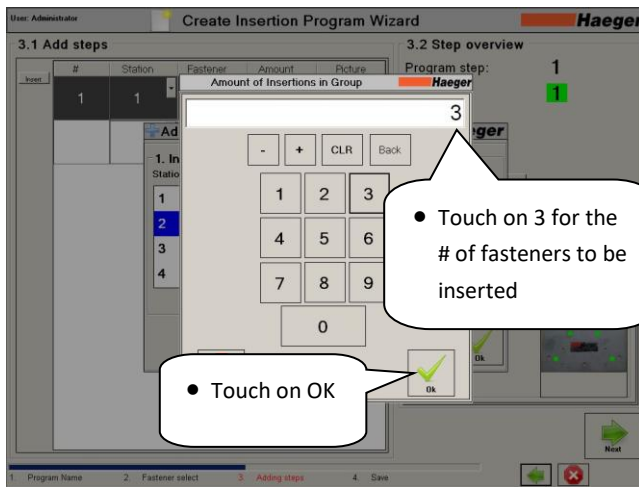 User: Administrator
Create Insertion Program Wizard
Haeger
3.1 Add steps
3.2 Step overview
# Station Fastener Amount Picture
Insert
1 1
Program step: 1
1
Amount of Insertions in Group
Haeger
3
- + CLR Back
1 2 3
4 5 6
7 8 9
0
Ok
Ad
ger
1. In
Statio
1
2
3
4
Ok
• Touch on 3 for the
# of fasteners to be
inserted
• Touch on OK
Next
1 Program Name 2 Fastener select 3 Adding steps 4. Save